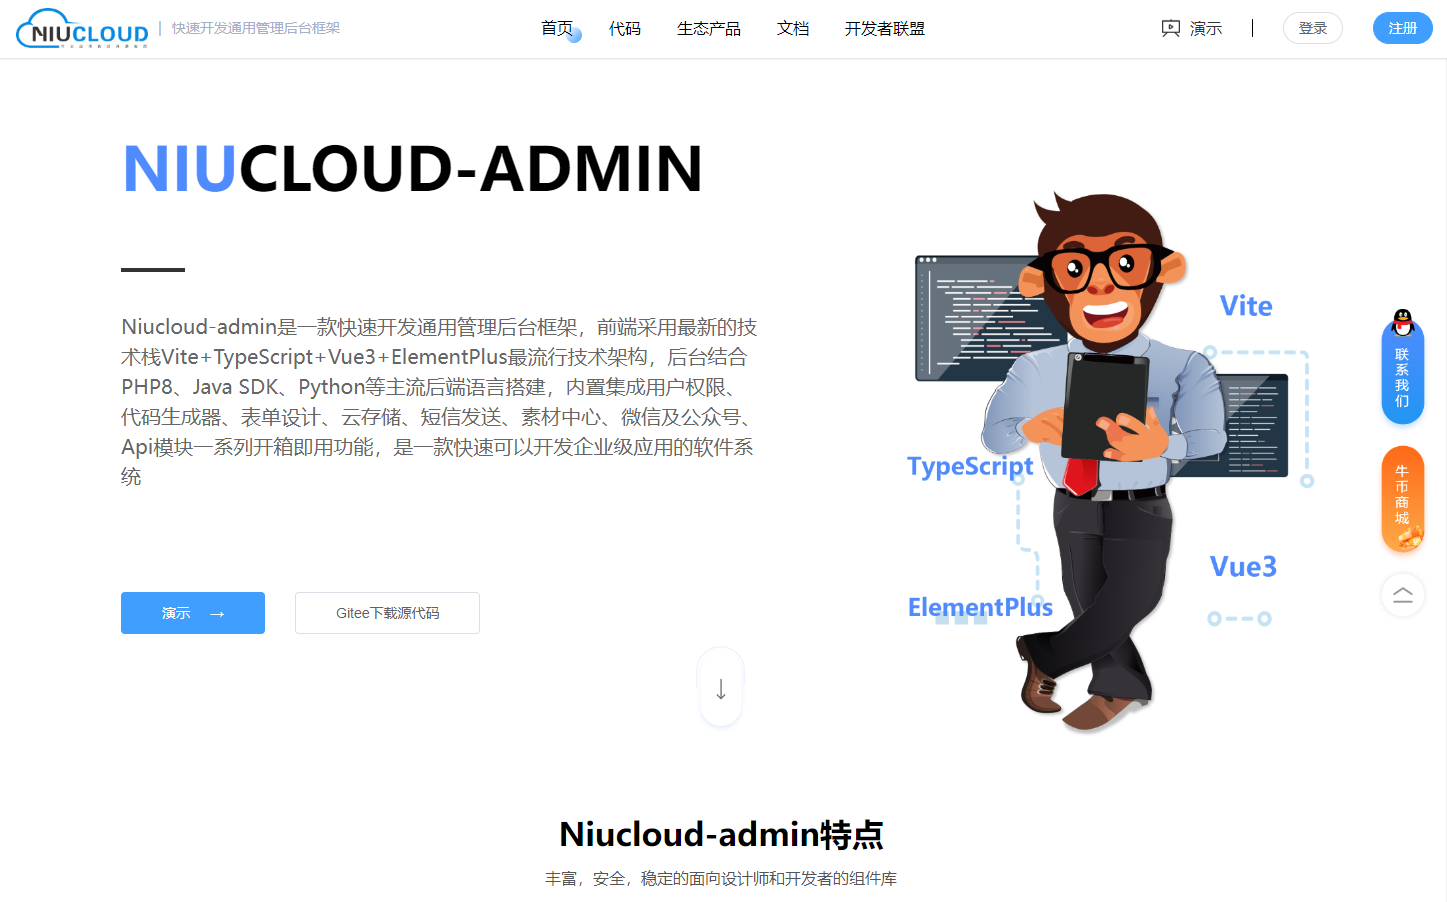 NIUCLOUD
快速开发通用管理后台框架
首页 代码 生态产品 文档 开发者联盟
演示
登录
注册
NIUCLOUD-ADMIN
Niucloud-admin是一款快速开发通用管理后台框架，前端采用最新的技
术栈Vite+TypeScript+Vue3+ElementPlus最流行技术架构，后台结合
PHP8、Java SDK、Python等主流后端语言搭建，内置集成用户权限、
代码生成器、表单设计、云存储、短信发送、素材中心、微信及公众号、
Api模块一系列开箱即用功能，是一款快速可以开发企业级应用的软件系
统
演示 →
Gitee下载源代码
Vite
TypeScript
Vue3
ElementPlus
联系我们
牛币商城
Niucloud-admin特点
丰富，安全，稳定的面向设计师和开发者的组件库